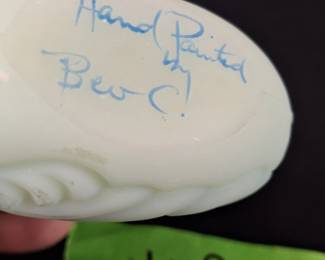 Hand Painted
by
Bev C.